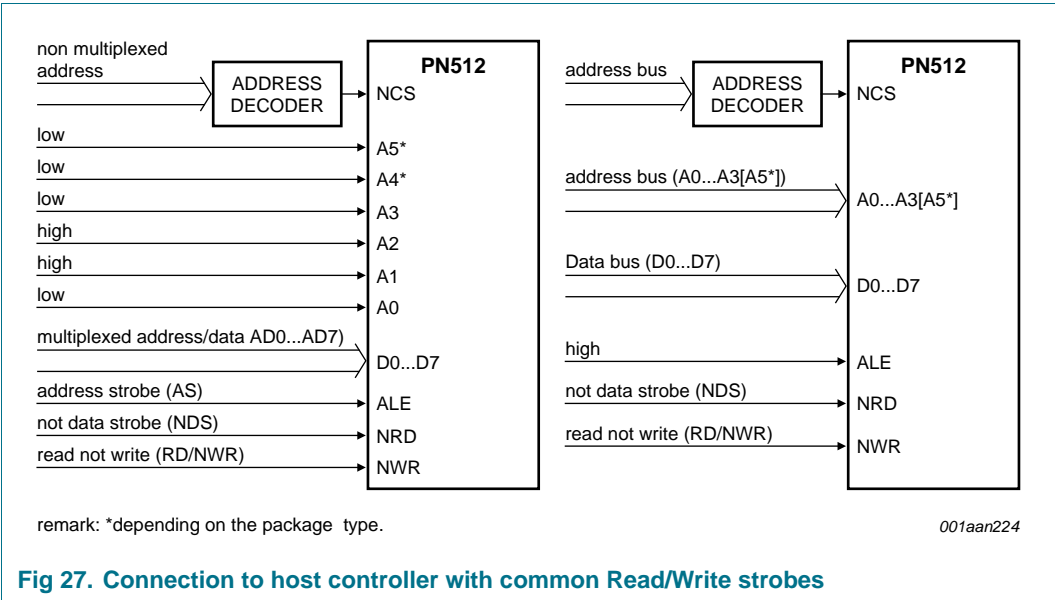 non multiplexed
address
ADDRESS
DECODER
PN512
NCS
low
A5*
low
A4*
low
A3
high
A2
high
A1
low
A0
multiplexed address/data AD0...AD7)
D0...D7
address strobe (AS)
ALE
not data strobe (NDS)
NRD
read not write (RD/NWR)
NWR
address bus
ADDRESS
DECODER
PN512
NCS
address bus (A0...A3[A5*])
A0...A3[A5*]
Data bus (D0...D7)
D0...D7
high
ALE
not data strobe (NDS)
NRD
read not write (RD/NWR)
NWR
remark: *depending on the package type.
001aan224
Fig 27. Connection to host controller with common Read/Write strobes